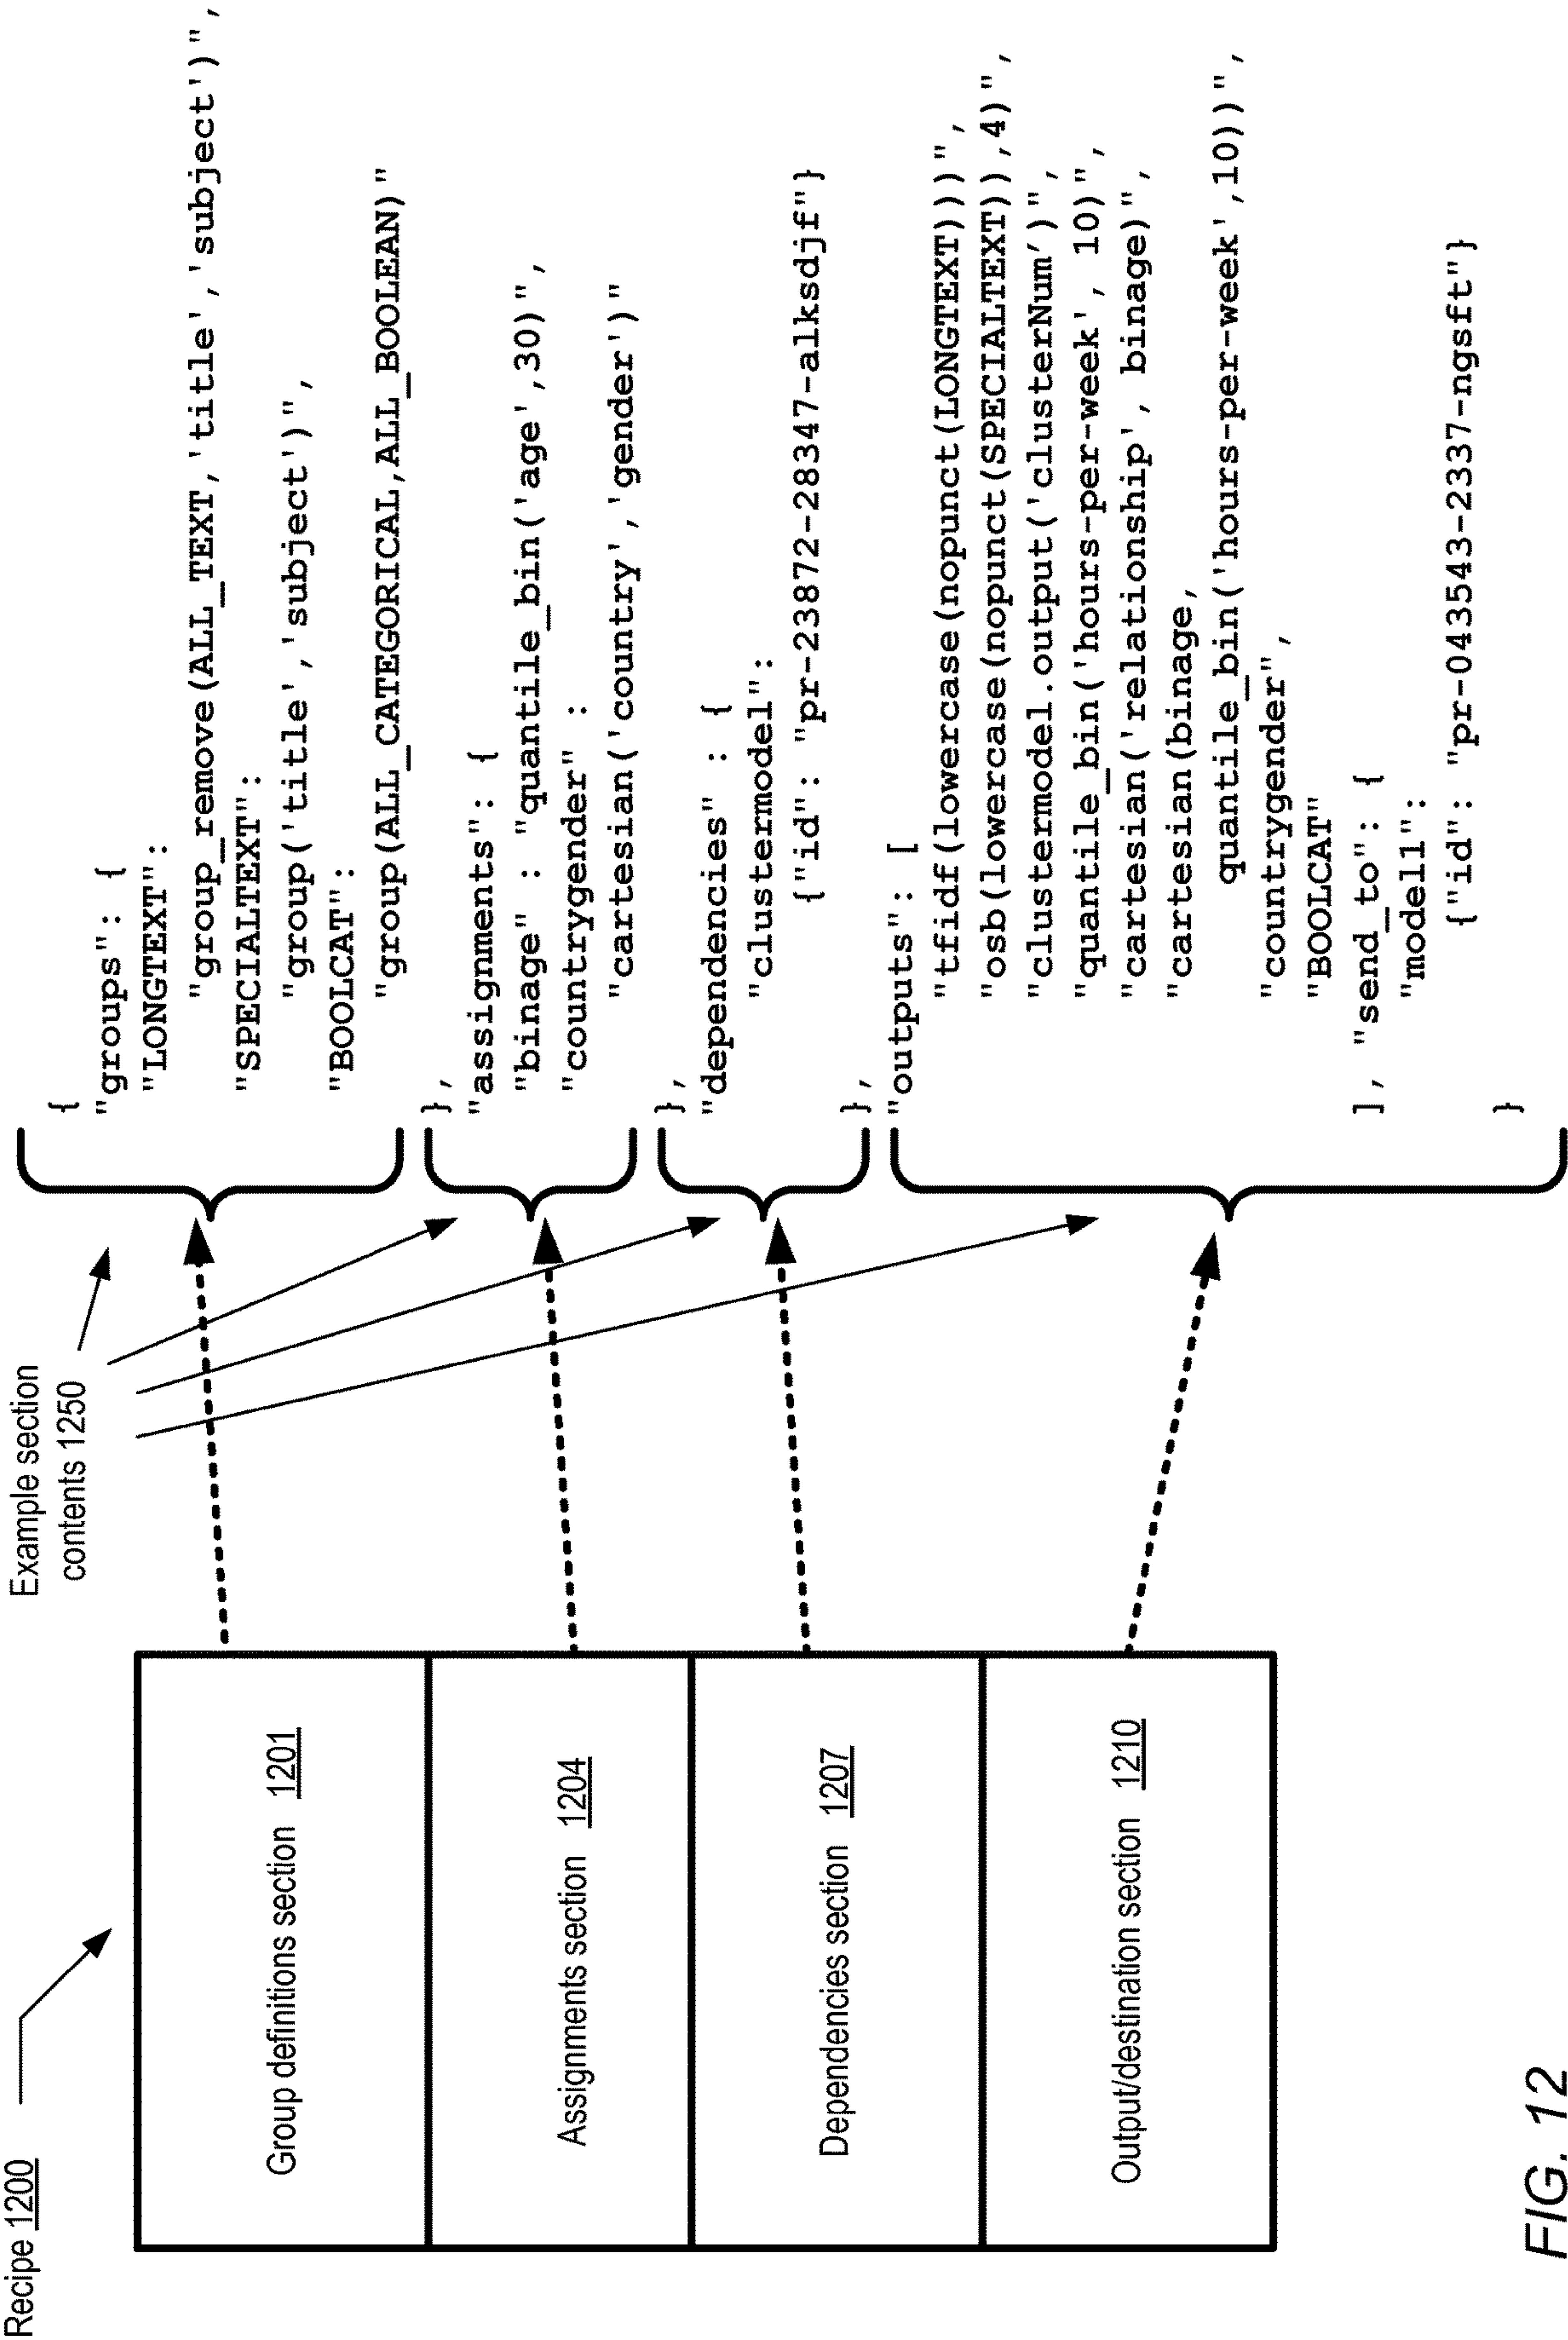 Recipe 1200
Group definitions section 1201
Assignments section 1204
Dependencies section 1207
Output/destination section 1210
Example section
contents 1250
{
"groups": {
"LONGTEXT":
"group_remove(ALL_TEXT,'title','subject')",
"SPECIALTEXT":
"group('title','subject')",
"BOOLCAT":
"group(ALL_CATEGORICAL,ALL_BOOLEAN)"
},
"assignments": {
"binage" : "quantile_bin('age',30)",
"countrygender" :
"cartesian('country','gender')"
},
"dependencies" : {
"clustermodel":
{"id": "pr-23872-28347-alksdjf"}
},
"outputs": [
"tfidf(lowercase(nopunct(LONGTEXT)))",
"osb(lowercase(nopunct(SPECIALTEXT)),4)",
"clustermodel.output('clusterNum')",
"quantile_bin('hours-per-week', 10)",
"cartesian('relationship', binage)",
"cartesian(binage,
quantile_bin('hours-per-week',10))",
"countrygender",
"BOOLCAT"
], "send_to": {
"model1":
{"id": "pr-043543-2337-ngsft"}
}
FIG. 12